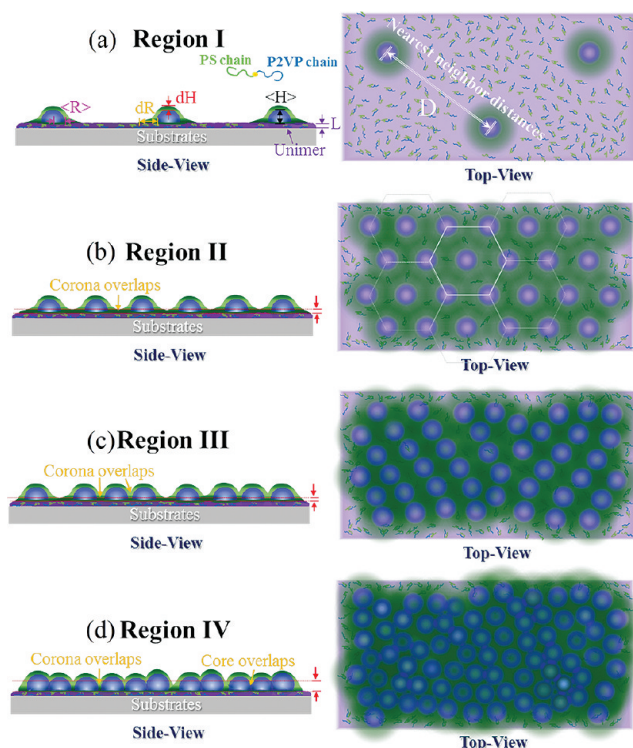 (a) Region I
PS chain
P2VP chain
<R>
dR
dH
<H>
L
Substrates
Unimer
Side-View
Nearest neighbor distances
D
Top-View
(b) Region II
Corona overlaps
Substrates
Side-View
Top-View
(c) Region III
Corona overlaps
Substrates
Side-View
Top-View
(d) Region IV
Corona overlaps
Core overlaps
Substrates
Side-View
Top-View